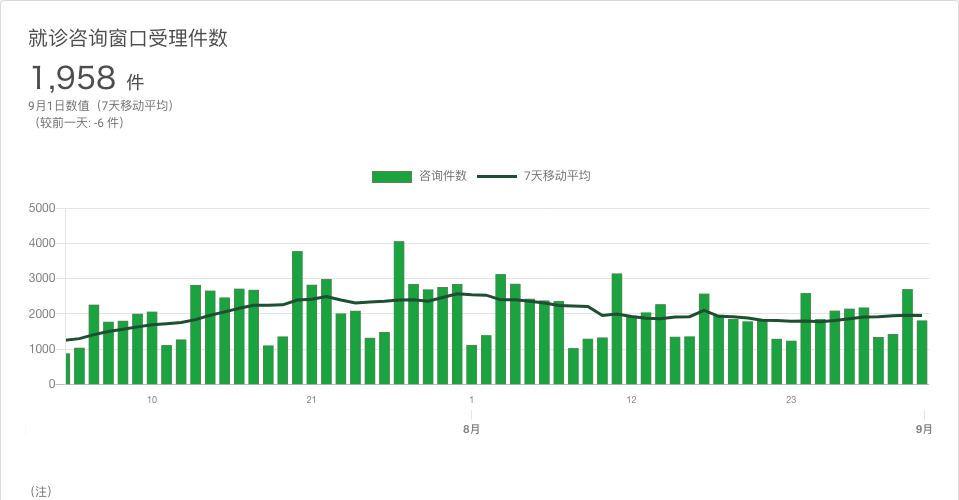 就诊咨询窗口受理件数
1,958 件
9月1日数值（7天移动平均）
（较前一天: -6 件）
咨询件数 7天移动平均
5000
4000
3000
2000
1000
0
10 21 1 12 23
8月 9月
（注）